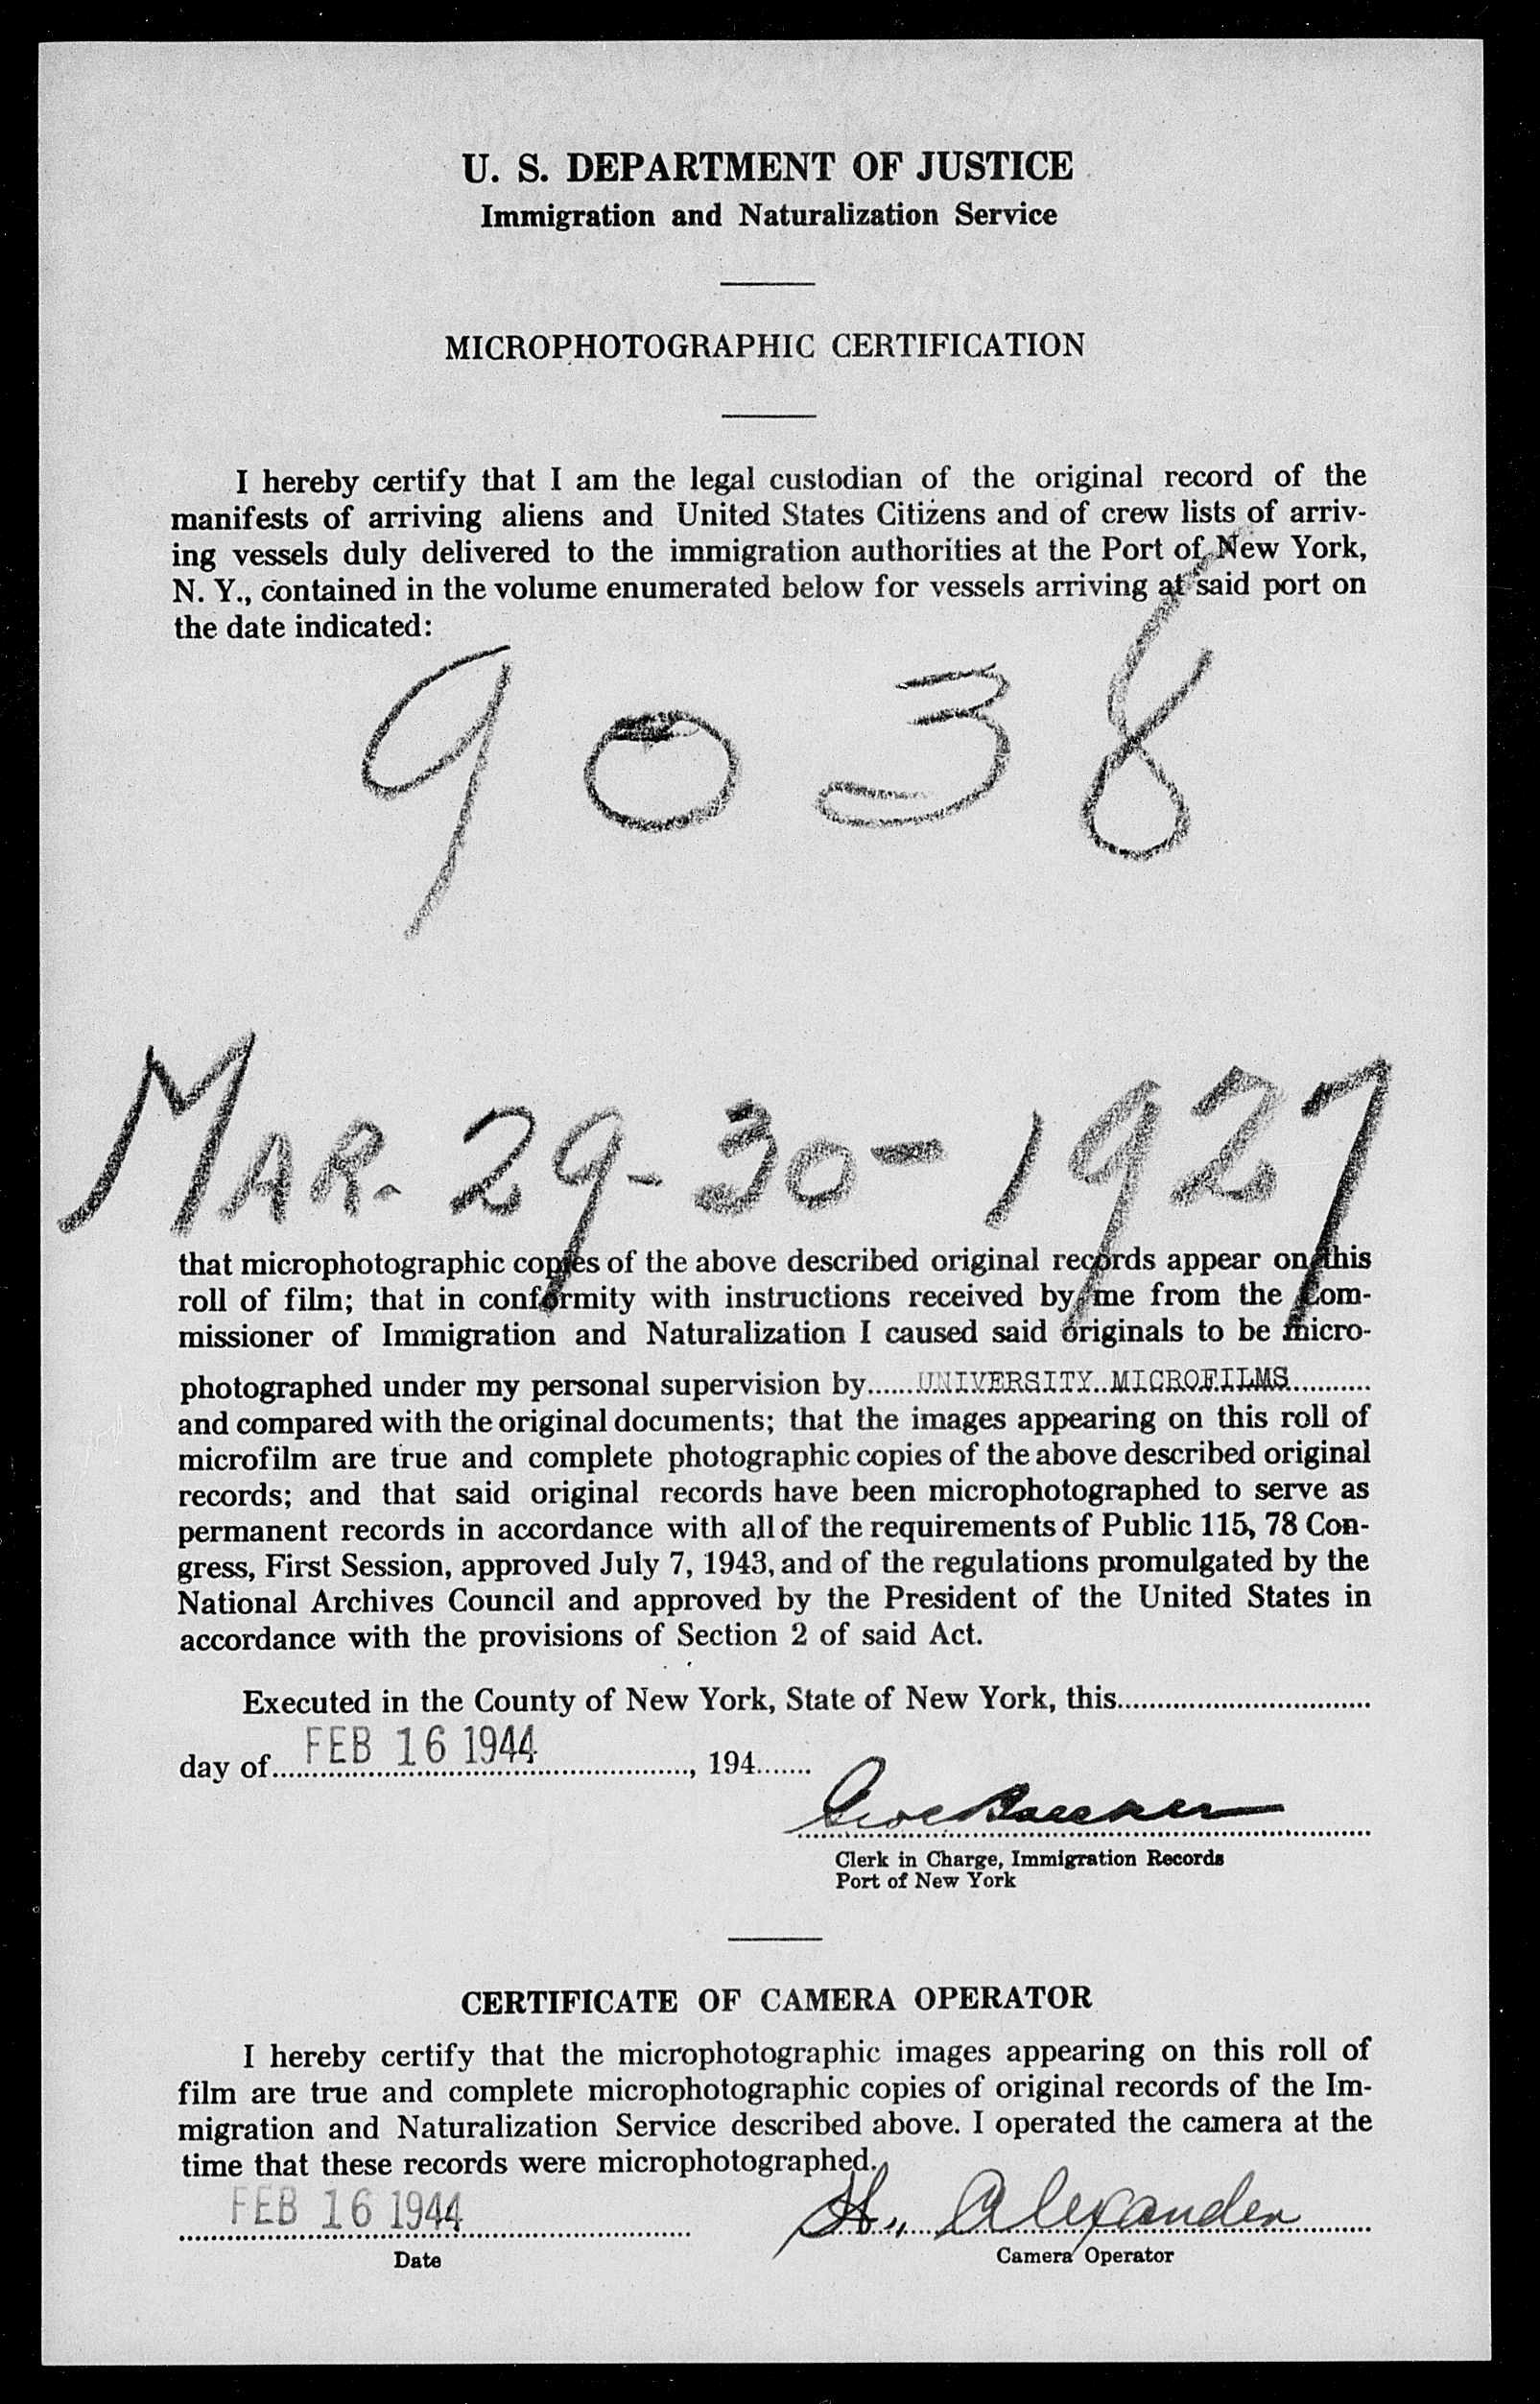 U. S. DEPARTMENT OF JUSTICE
Immigration and Naturalization Service
MICROPHOTOGRAPHIC CERTIFICATION
I hereby certify that I am the legal custodian of the original record of the
manifests of arriving aliens and United States Citizens and of crew lists of arriv-
ing vessels duly delivered to the immigration authorities at the Port of New York,
N. Y., contained in the volume enumerated below for vessels arriving at said port on
the date indicated:
9038
MAR. 29-30-1927
that microphotographic copies of the above described original records appear on this
roll of film; that in conformity with instructions received by me from the Com-
missioner of Immigration and Naturalization I caused said originals to be micro-
photographed under my personal supervision by......UNIVERSITY MICROFILMS..........
and compared with the original documents; that the images appearing on this roll of
microfilm are true and complete photographic copies of the above described original
records; and that said original records have been microphotographed to serve as
permanent records in accordance with all of the requirements of Public 115, 78 Con-
gress, First Session, approved July 7, 1943, and of the regulations promulgated by the
National Archives Council and approved by the President of the United States in
accordance with the provisions of Section 2 of said Act.
Executed in the County of New York, State of New York, this................................
day of FEB 16 1944, 194.......
Clerk in Charge, Immigration Records
Port of New York
CERTIFICATE OF CAMERA OPERATOR
I hereby certify that the microphotographic images appearing on this roll of
film are true and complete microphotographic copies of original records of the Im-
migration and Naturalization Service described above. I operated the camera at the
time that these records were microphotographed.
FEB 16 1944 H. Alexander
Date Camera Operator